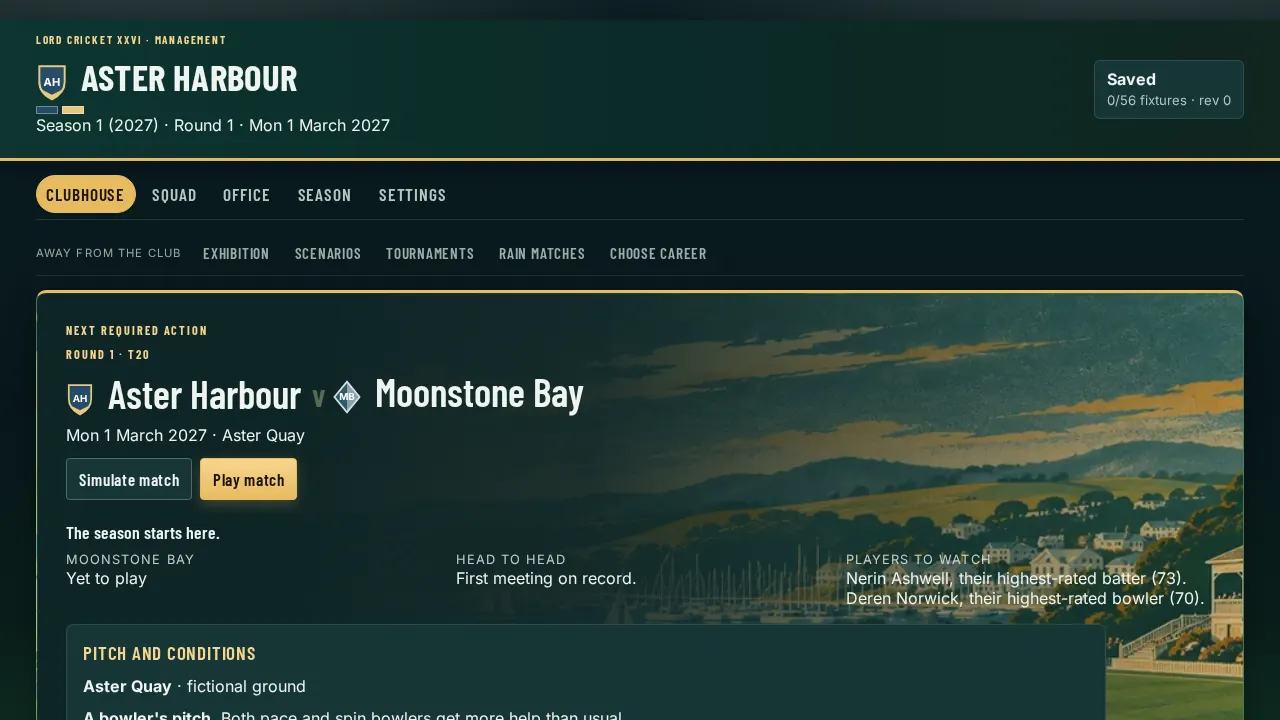 LORD CRICKET XXVI · MANAGEMENT
AH ASTER HARBOUR
Season 1 (2027) · Round 1 · Mon 1 March 2027
Saved
0/56 fixtures · rev 0
CLUBHOUSE SQUAD OFFICE SEASON SETTINGS
AWAY FROM THE CLUB EXHIBITION SCENARIOS TOURNAMENTS RAIN MATCHES CHOOSE CAREER
NEXT REQUIRED ACTION
ROUND 1 · T20
AH Aster Harbour v MB Moonstone Bay
Mon 1 March 2027 · Aster Quay
Simulate match Play match
The season starts here.
MOONSTONE BAY
Yet to play
HEAD TO HEAD
First meeting on record.
PLAYERS TO WATCH
Nerin Ashwell, their highest-rated batter (73).
Deren Norwick, their highest-rated bowler (70).
PITCH AND CONDITIONS
Aster Quay · fictional ground
A bowler's pitch. Both pace and spin bowlers get more help than usual.